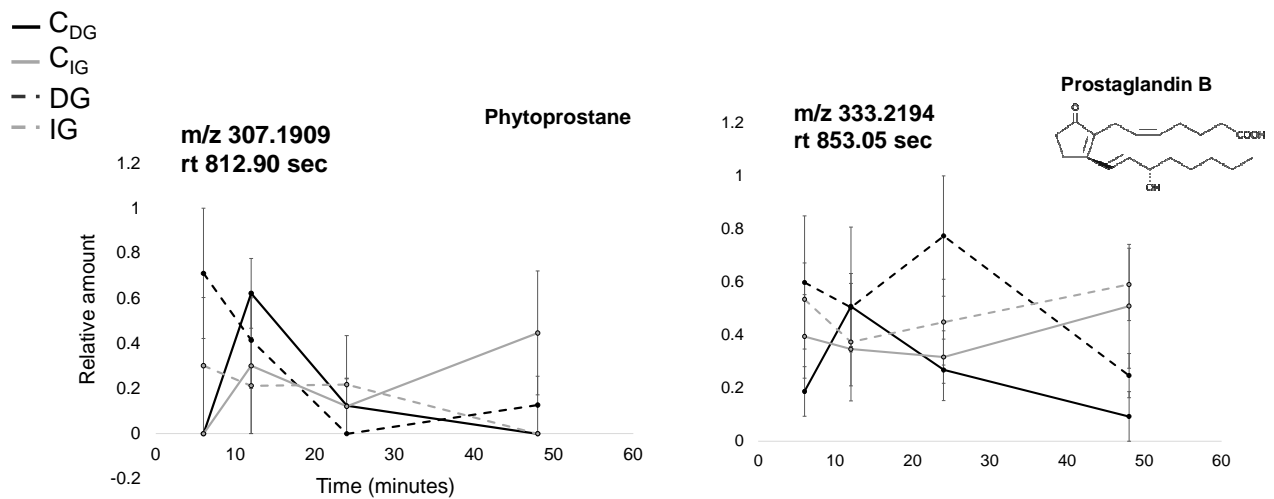 C_DG
C_IG
DG
IG
Phytoprostane
m/z 307.1909
rt 812.90 sec
1.2
1
0.8
0.6
0.4
0.2
0
-0.2
0
10
20
30
40
50
60
Relative amount
Time (minutes)
Prostaglandin B
m/z 333.2194
rt 853.05 sec
O
COOH
OH
1.2
1
0.8
0.6
0.4
0.2
0
0
10
20
30
40
50
60